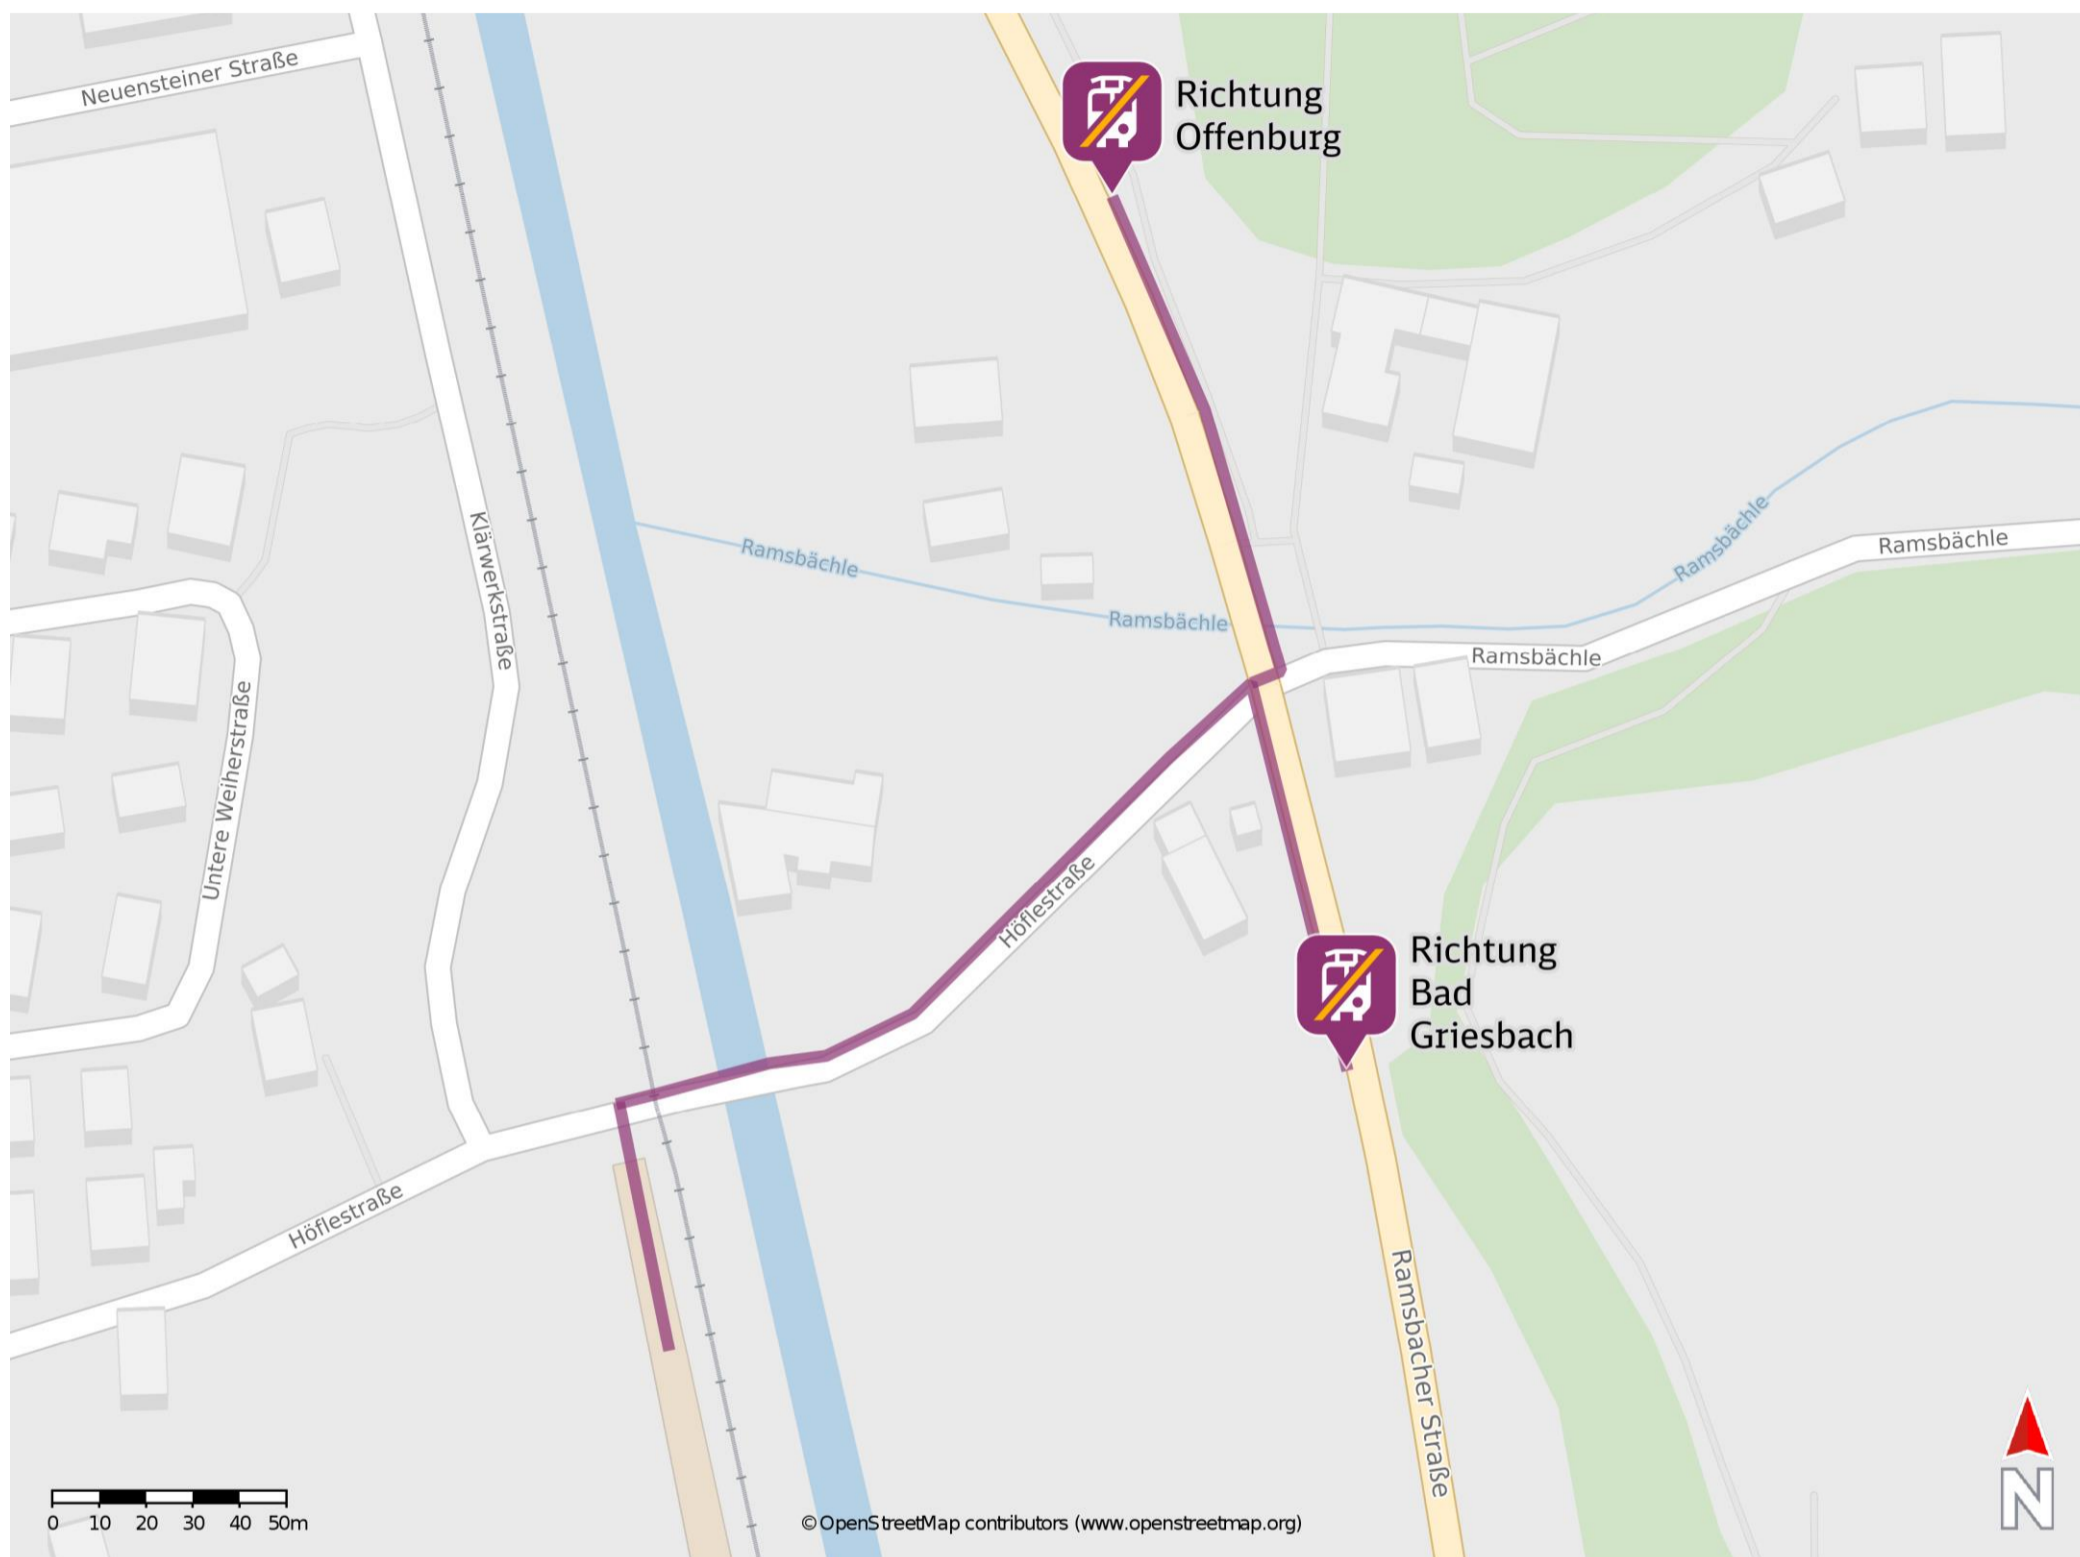 Neuensteiner Straße
Richtung
Offenburg
Klärwerkstraße
Ramsbächle
Ramsbächle
Ramsbächle
Ramsbächle
Ramsbächle
Untere Weiherstraße
Höflestraße
Richtung
Bad
Griesbach
Höflestraße
Ramsbacher Straße
0 10 20 30 40 50m
© OpenStreetMap contributors (www.openstreetmap.org)
N